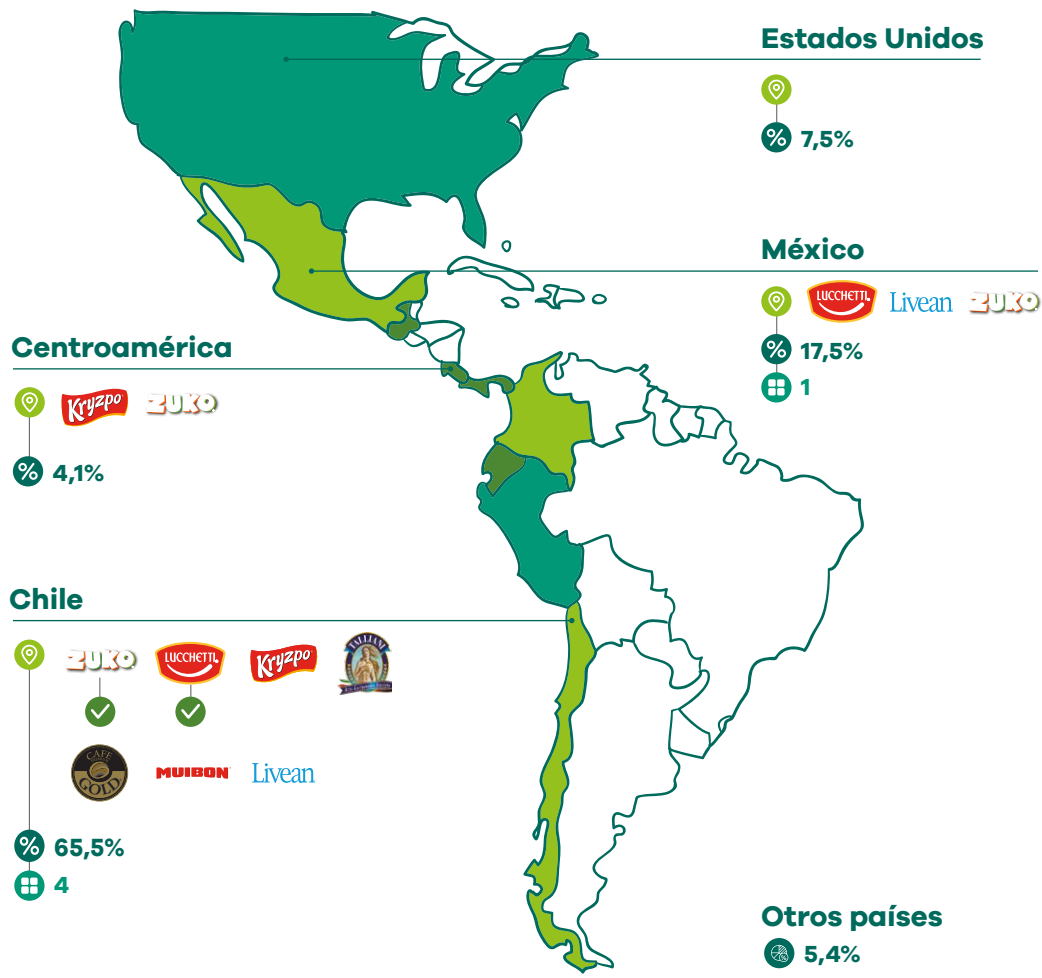 Estados Unidos
7,5%
México
LUCCHETTI Livean ZUKO
17,5%
1
Centroamérica
Kryzpo ZUKO
4,1%
Chile
ZUKO LUCCHETTI Kryzpo TALLIANI
CAFÉ GOLD MUIBON Livean
65,5%
4
Otros países
5,4%